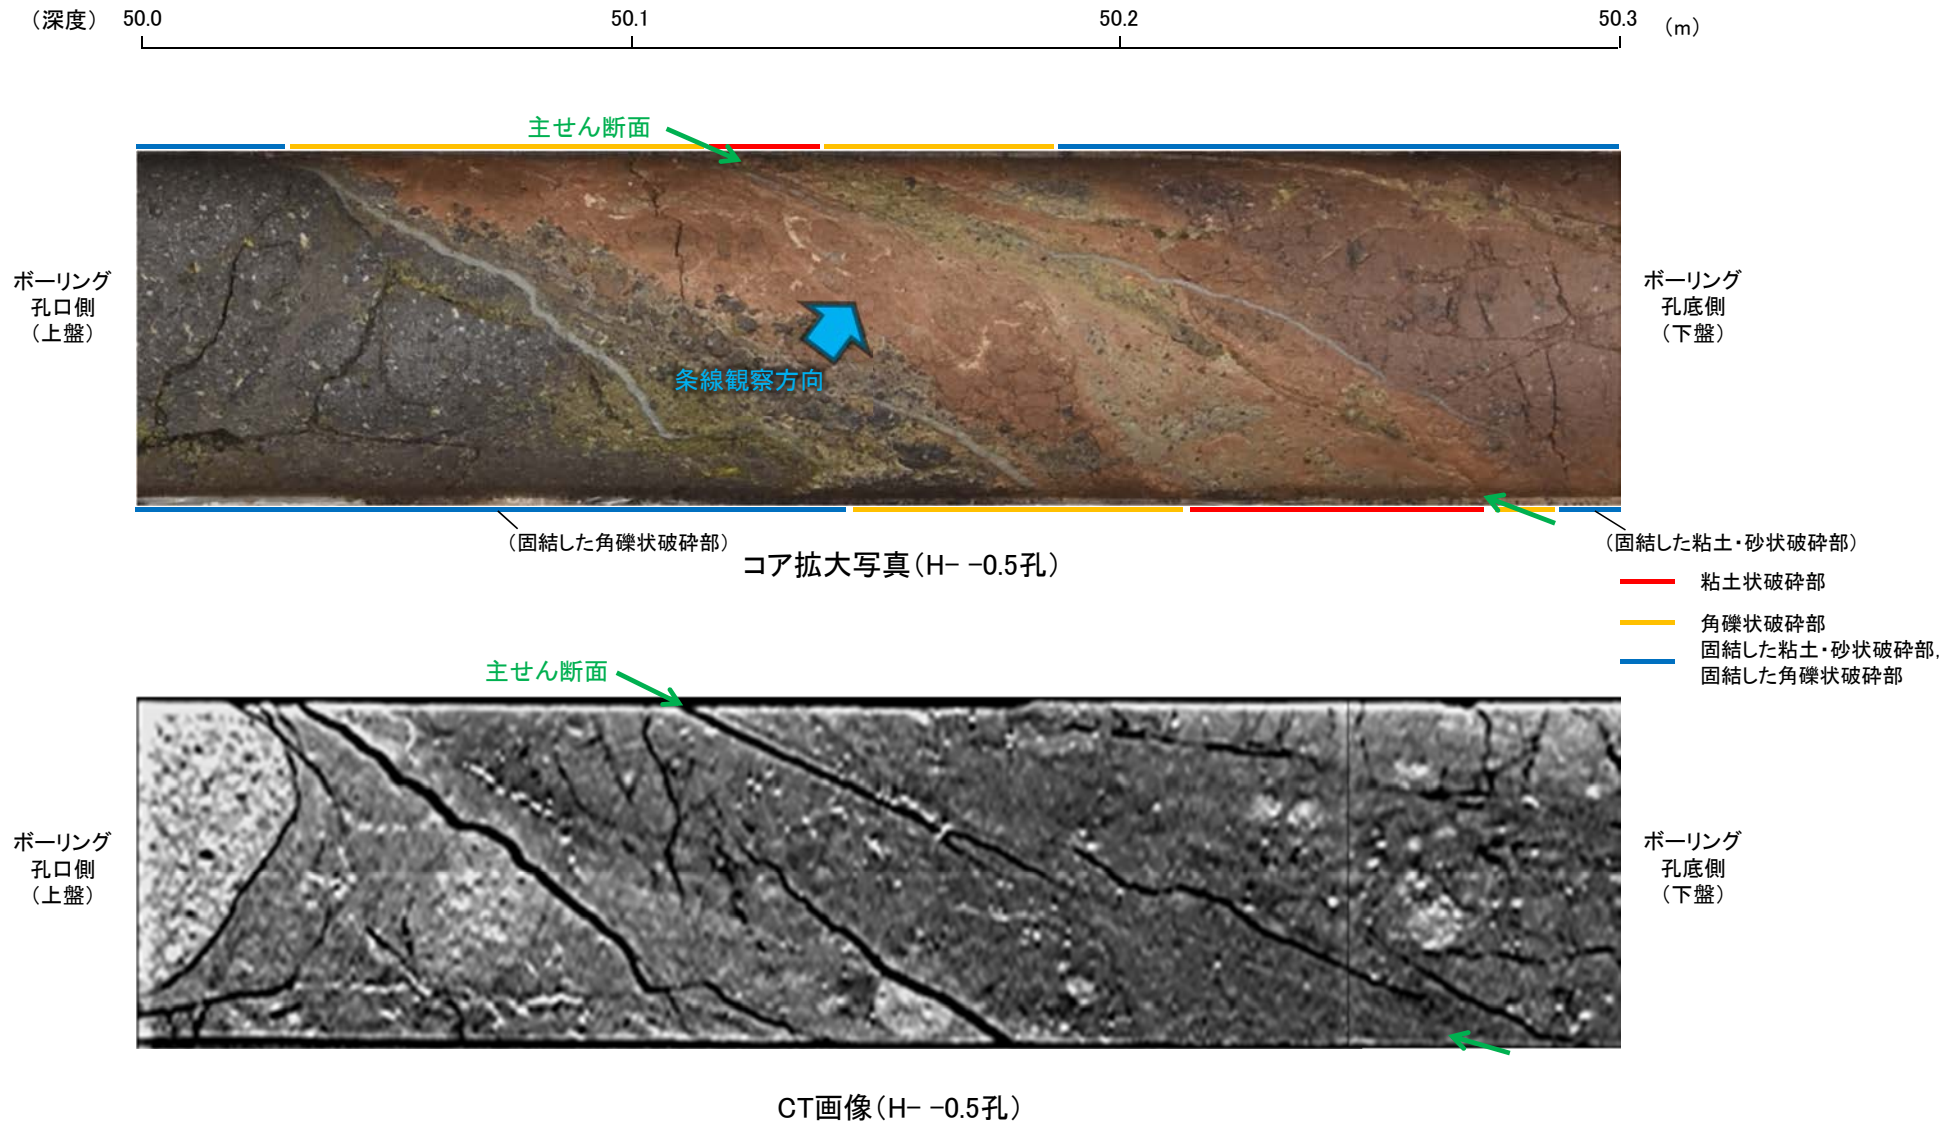 （深度） 50.0 50.1 50.2 50.3 （m）
主せん断面
ボーリング
孔口側
（上盤）
条線観察方向
ボーリング
孔底側
（下盤）
（固結した角礫状破砕部）
（固結した粘土・砂状破砕部）
コア拡大写真（H- -0.5孔）
粘土状破砕部
角礫状破砕部
固結した粘土・砂状破砕部,
固結した角礫状破砕部
主せん断面
ボーリング
孔口側
（上盤）
ボーリング
孔底側
（下盤）
CT画像（H- -0.5孔）